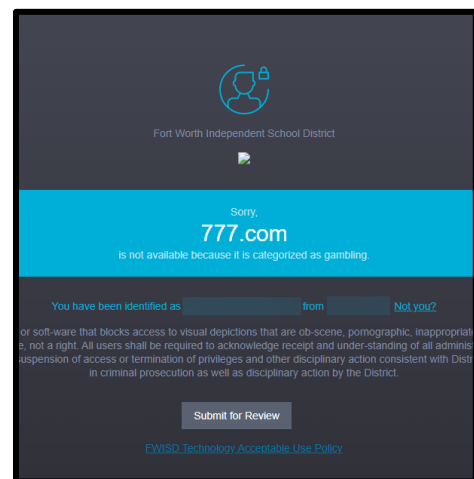 Fort Worth Independent School District
Sorry,
777.com
is not available because it is categorized as gambling.
You have been identified as from Not you?
or soft-ware that blocks access to visual depictions that are ob-scene, pornographic, inappropriate
e, not a right. All users shall be required to acknowledge receipt and under-standing of all adminis
suspension of access or termination of privileges and other disciplinary action consistent with Distr
in criminal prosecution as well as disciplinary action by the District.
Submit for Review
FWISD Technology Acceptable Use Policy